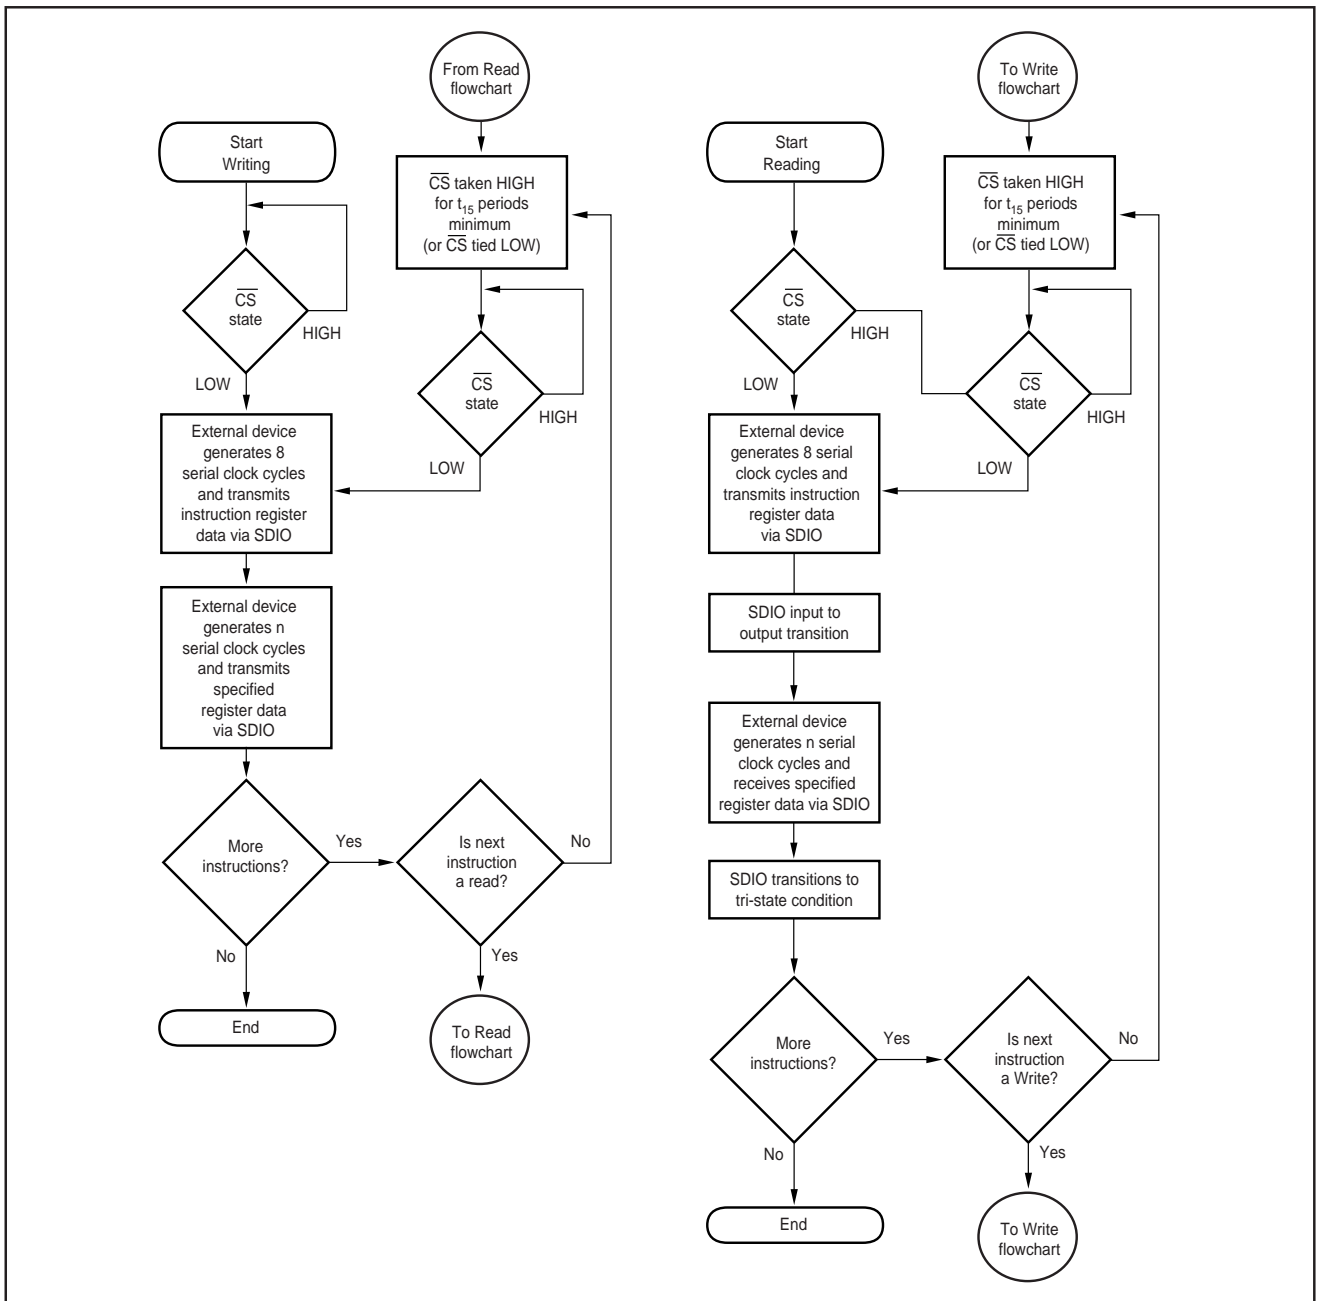 From Read
flowchart
Start
Writing
CS taken HIGH
for t15 periods
minimum
(or CS tied LOW)
CS
state
HIGH
LOW
CS
state
HIGH
LOW
External device
generates 8
serial clock cycles
and transmits
instruction register
data via SDIO
External device
generates n
serial clock cycles
and transmits
specified
register data
via SDIO
More
instructions?
Yes
No
Is next
instruction
a read?
No
Yes
End
To Read
flowchart
To Write
flowchart
Start
Reading
CS taken HIGH
for t15 periods
minimum
(or CS tied LOW)
CS
state
HIGH
LOW
CS
state
HIGH
LOW
External device
generates 8 serial
clock cycles and
transmits instruction
register data
via SDIO
SDIO input to
output transition
External device
generates n serial
clock cycles and
receives specified
register data via SDIO
SDIO transitions to
tri-state condition
More
instructions?
Yes
No
Is next
instruction
a Write?
No
Yes
End
To Write
flowchart